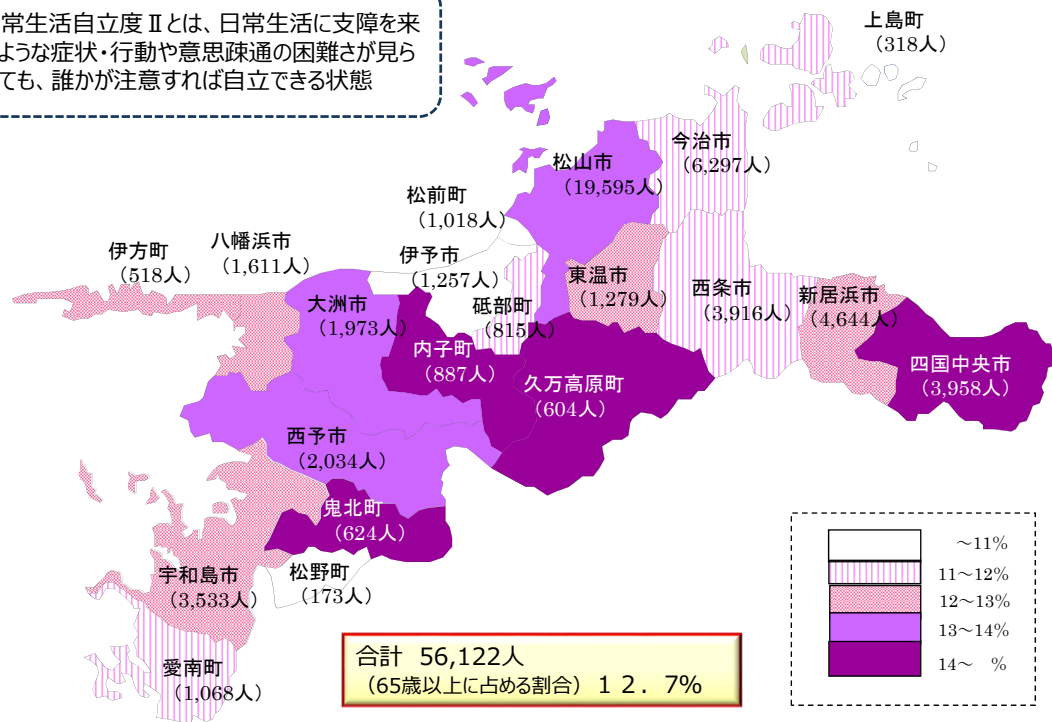 常生活自立度Ⅱとは、日常生活に支障を来
ような症状・行動や意思疎通の困難さが見ら
ても、誰かが注意すれば自立できる状態
上島町
(318人)
今治市
(6,297人)
松山市
(19,595人)
松前町
(1,018人)
伊予市
(1,257人)
八幡浜市
(1,611人)
伊方町
(518人)
東温市
(1,279人)
西条市
(3,916人)
新居浜市
(4,644人)
大洲市
(1,973人)
砥部町
(815人)
内子町
(887人)
四国中央市
(3,958人)
久万高原町
(604人)
西予市
(2,034人)
鬼北町
(624人)
宇和島市
(3,533人)
松野町
(173人)
愛南町
(1,068人)
合計 56,122人
(65歳以上に占める割合) 12.7%
～11%
11～12%
12～13%
13～14%
14～ %